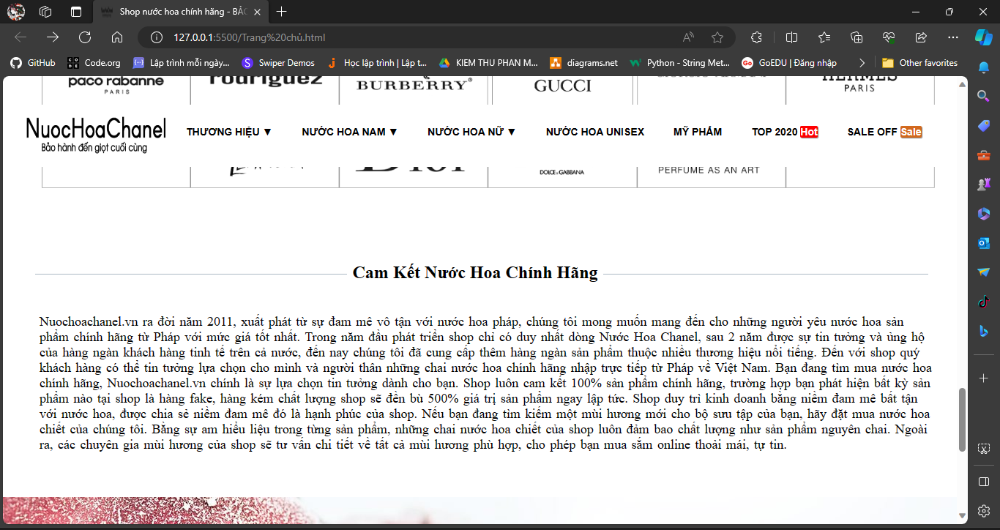 Shop nước hoa chính hãng - BẢO
127.0.0.1:5500/Trang%20chủ.html
GitHub Code.org Lập trình mỗi ngày... Swiper Demos Học lập trình | Lập t... KIEM THU PHAN M... diagrams.net Python - String Met... GoEDU | Đăng nhập Other favorites
paco rabanne rodriguez BURBERRY® GUCCI HERMES
PARIS PARIS
NuocHoaChanel
Bảo hành đến giọt cuối cùng
THƯƠNG HIỆU ▼ NƯỚC HOA NAM ▼ NƯỚC HOA NỮ ▼ NƯỚC HOA UNISEX MỸ PHẨM TOP 2020 Hot SALE OFF Sale
Dior DOLCE & GABBANA PERFUME AS AN ART
Cam Kết Nước Hoa Chính Hãng
Nuochoachanel.vn ra đời năm 2011, xuất phát từ sự đam mê vô tận với nước hoa pháp, chúng tôi mong muốn mang đến cho những người yêu nước hoa sản
phẩm chính hãng từ Pháp với mức giá tốt nhất. Trong năm đầu phát triển shop chỉ có duy nhất dòng Nước Hoa Chanel, sau 2 năm được sự tin tưởng và ủng hộ
của hàng ngàn khách hàng tinh tế trên cả nước, đến nay chúng tôi đã cung cấp thêm hàng ngàn sản phẩm thuộc nhiều thương hiệu nổi tiếng. Đến với shop quý
khách hàng có thể tin tưởng lựa chọn cho mình và người thân những chai nước hoa chính hãng nhập trực tiếp từ Pháp về Việt Nam. Bạn đang tìm mua nước hoa
chính hãng, Nuochoachanel.vn chính là sự lựa chọn tin tưởng dành cho bạn. Shop luôn cam kết 100% sản phẩm chính hãng, trường hợp bạn phát hiện bất kỳ sản
phẩm nào tại shop là hàng fake, hàng kém chất lượng shop sẽ đền bù 500% giá trị sản phẩm ngay lập tức. Shop duy trì kinh doanh bằng niềm đam mê bất tận
với nước hoa, được chia sẻ niềm đam mê đó là hạnh phúc của shop. Nếu bạn đang tìm kiếm một mùi hương mới cho bộ sưu tập của bạn, hãy đặt mua nước hoa
chiết của chúng tôi. Bằng sự am hiểu liệu trong từng sản phẩm, những chai nước hoa chiết của shop luôn đảm bao chất lượng như sản phẩm nguyên chai. Ngoài
ra, các chuyên gia mùi hương của shop sẽ tư vấn chi tiết về tất cả mùi hương phù hợp, cho phép bạn mua sắm online thoải mái, tự tin.